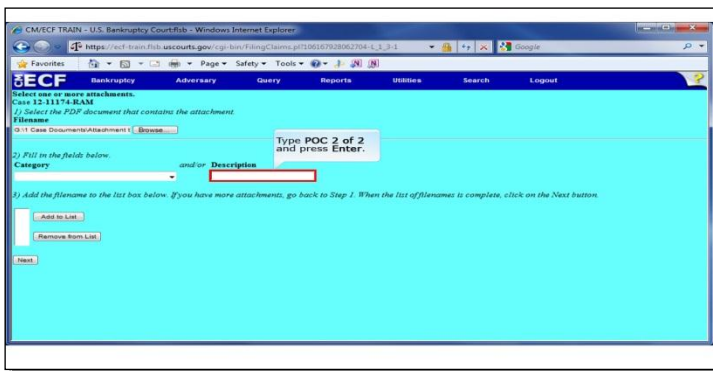 CM/ECF TRAIN - U.S. Bankruptcy Court:flsb - Windows Internet Explorer
https://ecf-train.flsb.uscourts.gov/cgi-bin/FilingClaims.pl?106167928062704-L_1_3-1
Google
Favorites Page Safety Tools
ECF Bankruptcy Adversary Query Reports Utilities Search Logout ?
Select one or more attachments.
Case 12-11174-RAM
1) Select the PDF document that contains the attachment.
Filename
G:\1 Case Documents\Attachment t Browse...
Type POC 2 of 2
and press Enter.
2) Fill in the fields below.
Category and/or Description
3) Add the filename to the list box below. If you have more attachments, go back to Step 1. When the list of filenames is complete, click on the Next button.
Add to List
Remove from List
Next